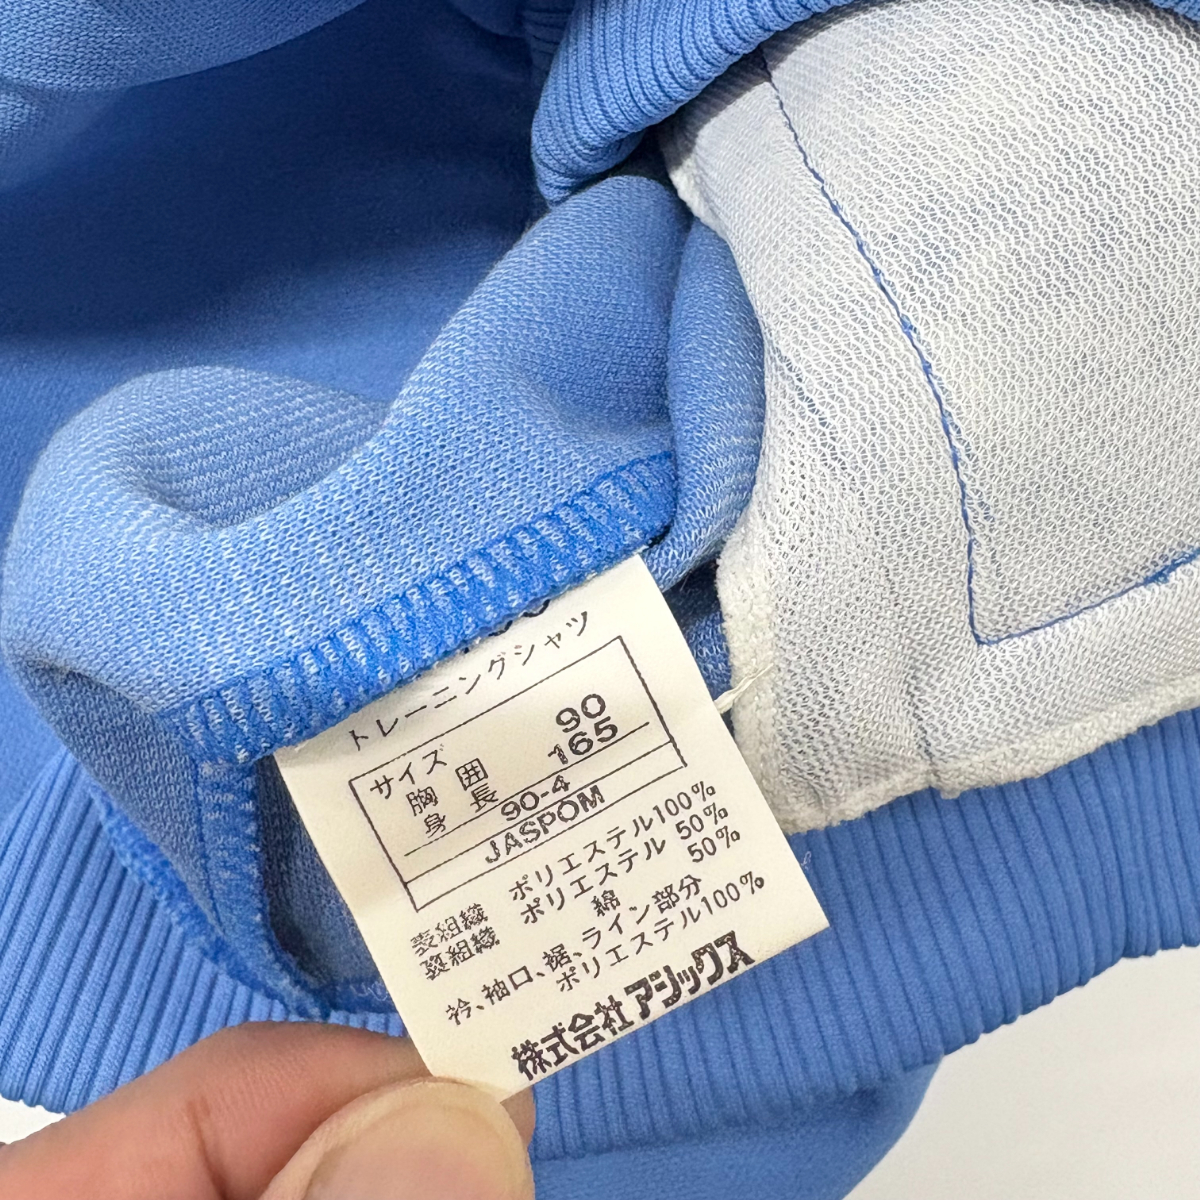 トレーニングシャツ
サイズ
胸囲 90
身長 165
90-4
JASPOM
表組織 ポリエステル100%
裏組織 ポリエステル 50%
綿 50%
衿、袖口、裾、ライン部分
ポリエステル100%
株式会社アシックス